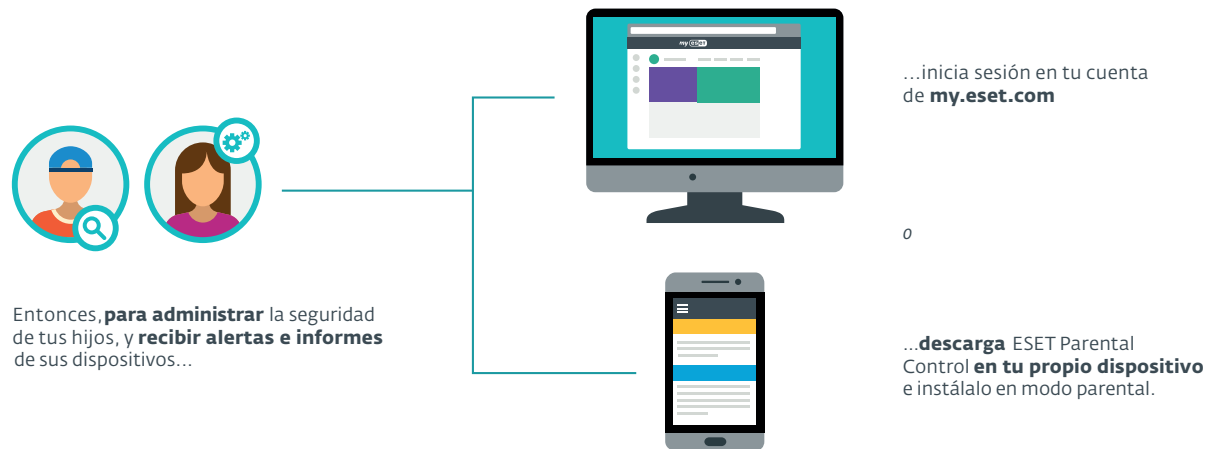 my eset
...inicia sesión en tu cuenta
de my.eset.com
o
Entonces, para administrar la seguridad
de tus hijos, y recibir alertas e informes
de sus dispositivos...
...descarga ESET Parental
Control en tu propio dispositivo
e instálalo en modo parental.